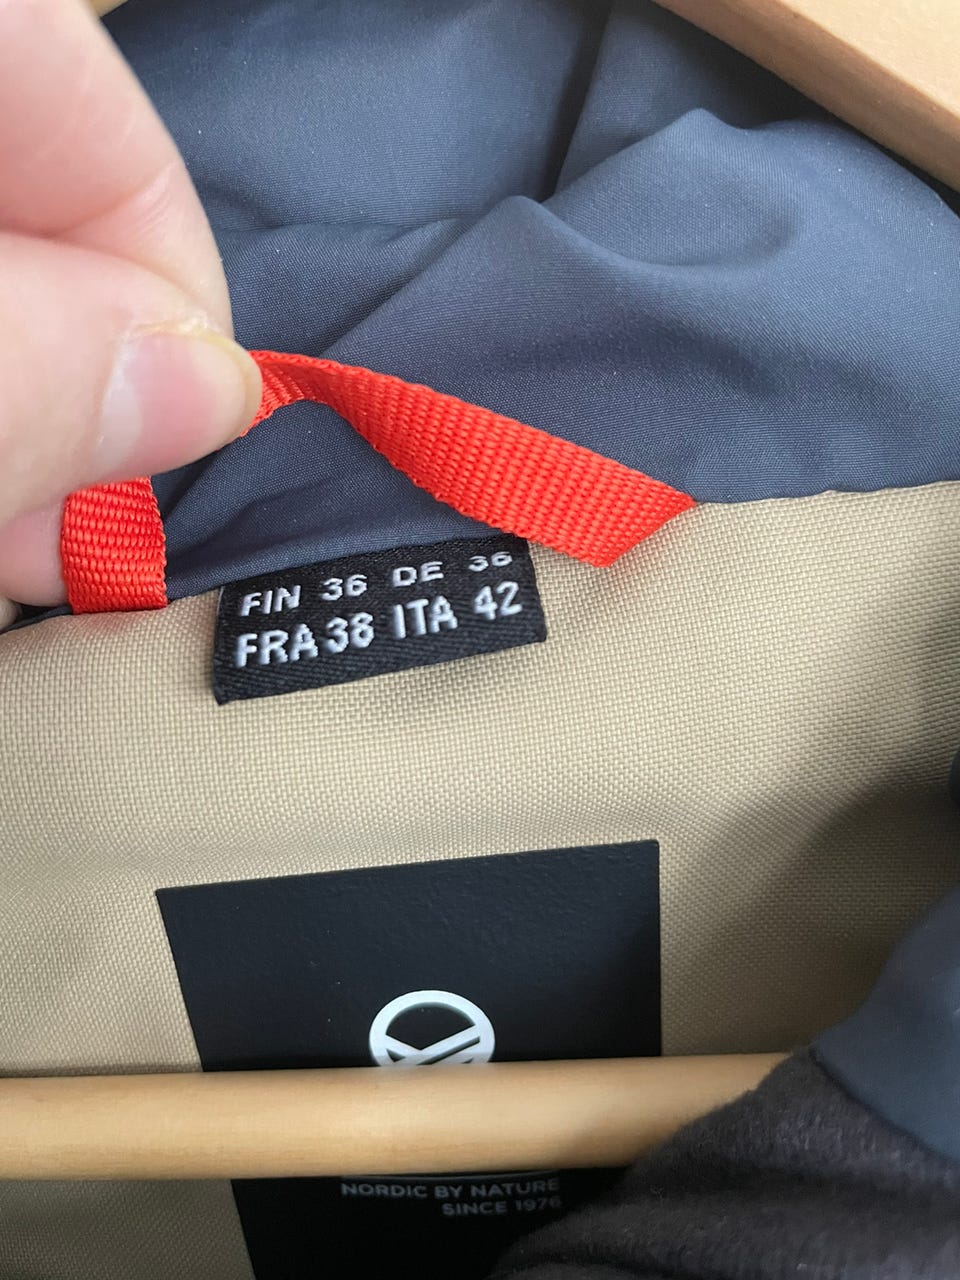 FIN 36 DE 36
FRA 38 ITA 42
NORDIC BY NATURE
SINCE 1976